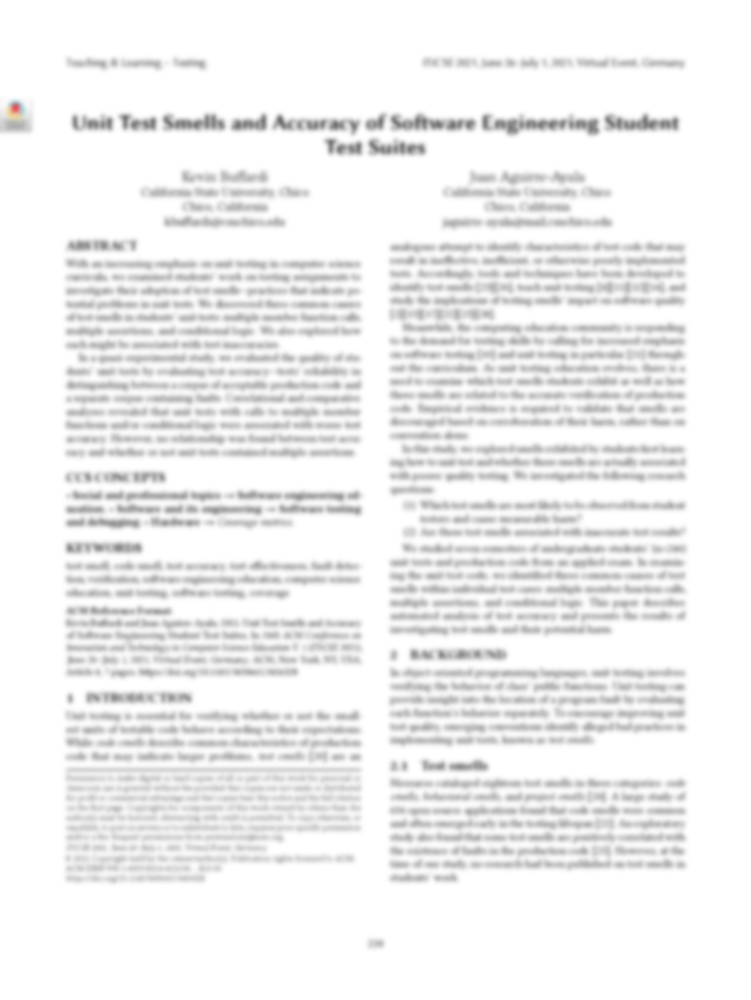 Teaching & Learning – Testing
ITiCSE 2021, June 26–July 1, 2021, Virtual Event, Germany
Unit Test Smells and Accuracy of Software Engineering Student
Test Suites
Kevin Buffardi
California State University, Chico
Chico, California
kbuffardi@csuchico.edu
Juan Aguirre-Ayala
California State University, Chico
Chico, California
jaguirre-ayala@mail.csuchico.edu
ABSTRACT
With an increasing emphasis on unit testing in computer science
curricula, we examined students' work on testing assignments to
investigate their adoption of test smells—practices that indicate po-
tential problems in unit tests. We discovered three common causes
of test smells in students' unit tests: multiple member function calls,
multiple assertions, and conditional logic. We also explored how
each might be associated with test inaccuracies.
In a quasi-experimental study, we evaluated the quality of stu-
dents' unit tests by evaluating test accuracy—tests' reliability in
distinguishing between a corpus of acceptable production code and
a separate corpus containing faults. Correlational and comparative
analyses revealed that unit tests with calls to multiple member
functions and/or conditional logic were associated with worse test
accuracy. However, no relationship was found between test accu-
racy and whether or not unit tests contained multiple assertions.
CCS CONCEPTS
• Social and professional topics → Software engineering ed-
ucation; • Software and its engineering → Software testing
and debugging; • Hardware → Coverage metrics.
KEYWORDS
test smell, code smell, test accuracy, test effectiveness, fault detec-
tion, verification, software engineering education, computer science
education, unit testing, software testing, coverage
ACM Reference Format:
Kevin Buffardi and Juan Aguirre-Ayala. 2021. Unit Test Smells and Accuracy
of Software Engineering Student Test Suites. In 26th ACM Conference on
Innovation and Technology in Computer Science Education V. 1 (ITiCSE 2021),
June 26–July 1, 2021, Virtual Event, Germany. ACM, New York, NY, USA,
Article 4, 7 pages.
1 INTRODUCTION
Unit testing is essential for verifying whether or not the small-
est units of testable code behave according to their expectations.
While code smells describe common characteristics of production
code that may indicate larger problems, test smells are an
Permission to make digital or hard copies of all or part of this work for personal or
classroom use is granted without fee provided that copies are not made or distributed
for profit or commercial advantage and that copies bear this notice and the full citation
on the first page. Copyrights for components of this work owned by others than the
author(s) must be honored. Abstracting with credit is permitted. To copy otherwise, or
republish, to post on servers or to redistribute to lists, requires prior specific permission
and/or a fee. Request permissions from permissions@acm.org.
ITiCSE 2021, June 26–July 1, 2021, Virtual Event, Germany
© 2021 Copyright held by the owner/author(s). Publication rights licensed to ACM.
analogous attempt to identify characteristics of test code that may
result in ineffective, inefficient, or otherwise poorly implemented
tests. Accordingly, tools and techniques have been developed to
identify test smells, teach unit testing, and
study the implications of testing smells' impact on software quality
Meanwhile, the computing education community is responding
to the demand for testing skills by calling for increased emphasis
on software testing and unit testing in particular through-
out the curriculum. As unit testing education evolves, there is a
need to examine which test smells students exhibit as well as how
those smells are related to the accurate verification of production
code. Empirical evidence is required to validate that smells are
discouraged based on corroboration of their harm, rather than on
convention alone.
In this study, we explored smells exhibited by students first learn-
ing how to unit test and whether those smells are actually associated
with poorer quality testing. We investigated the following research
questions:
(1) Which test smells are most likely to be observed from student
testers and cause measurable harm?
(2) Are those test smells associated with inaccurate test results?
We studied seven semesters of undergraduate students'
unit tests and production code from an applied exam. In examin-
ing the unit test code, we identified three common causes of test
smells within individual test cases: multiple member function calls,
multiple assertions, and conditional logic. This paper describes
automated analysis of test accuracy and presents the results of
investigating test smells and their potential harm.
2 BACKGROUND
In object-oriented programming languages, unit testing involves
verifying the behavior of class' public functions. Unit testing can
provide insight into the location of a program fault by evaluating
each function's behavior separately. To encourage improving unit
test quality, emerging conventions identify alleged bad practices in
implementing unit tests, known as test smells.
2.1 Test smells
Meszaros cataloged eighteen test smells in three categories: code
smells, behavioral smells, and project smells. A large study of
open source applications found that code smells were common
and often emerged early in the testing lifespan. An exploratory
study also found that some test smells are positively correlated with
the existence of faults in the production code. However, at the
time of our study, no research had been published on test smells in
students' work.